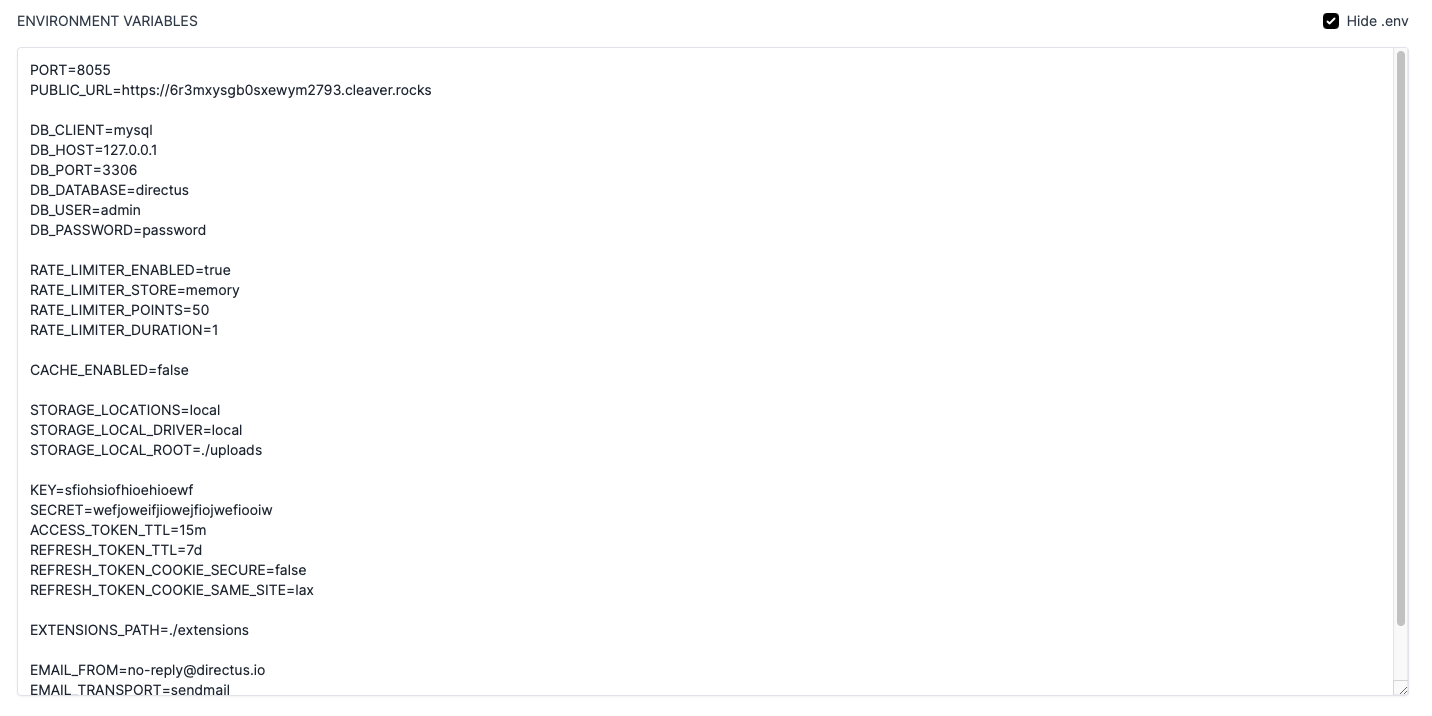 ENVIRONMENT VARIABLES
Hide .env
PORT=8055
PUBLIC_URL=https://6r3mxysgb0sxewym2793.cleaver.rocks
DB_CLIENT=mysql
DB_HOST=127.0.0.1
DB_PORT=3306
DB_DATABASE=directus
DB_USER=admin
DB_PASSWORD=password
RATE_LIMITER_ENABLED=true
RATE_LIMITER_STORE=memory
RATE_LIMITER_POINTS=50
RATE_LIMITER_DURATION=1
CACHE_ENABLED=false
STORAGE_LOCATIONS=local
STORAGE_LOCAL_DRIVER=local
STORAGE_LOCAL_ROOT=./uploads
KEY=sfiohsiofhioehioewf
SECRET=wefjoweifjiowejfiojwefiooiw
ACCESS_TOKEN_TTL=15m
REFRESH_TOKEN_TTL=7d
REFRESH_TOKEN_COOKIE_SECURE=false
REFRESH_TOKEN_COOKIE_SAME_SITE=lax
EXTENSIONS_PATH=./extensions
EMAIL_FROM=no-reply@directus.io
EMAIL_TRANSPORT=sendmail